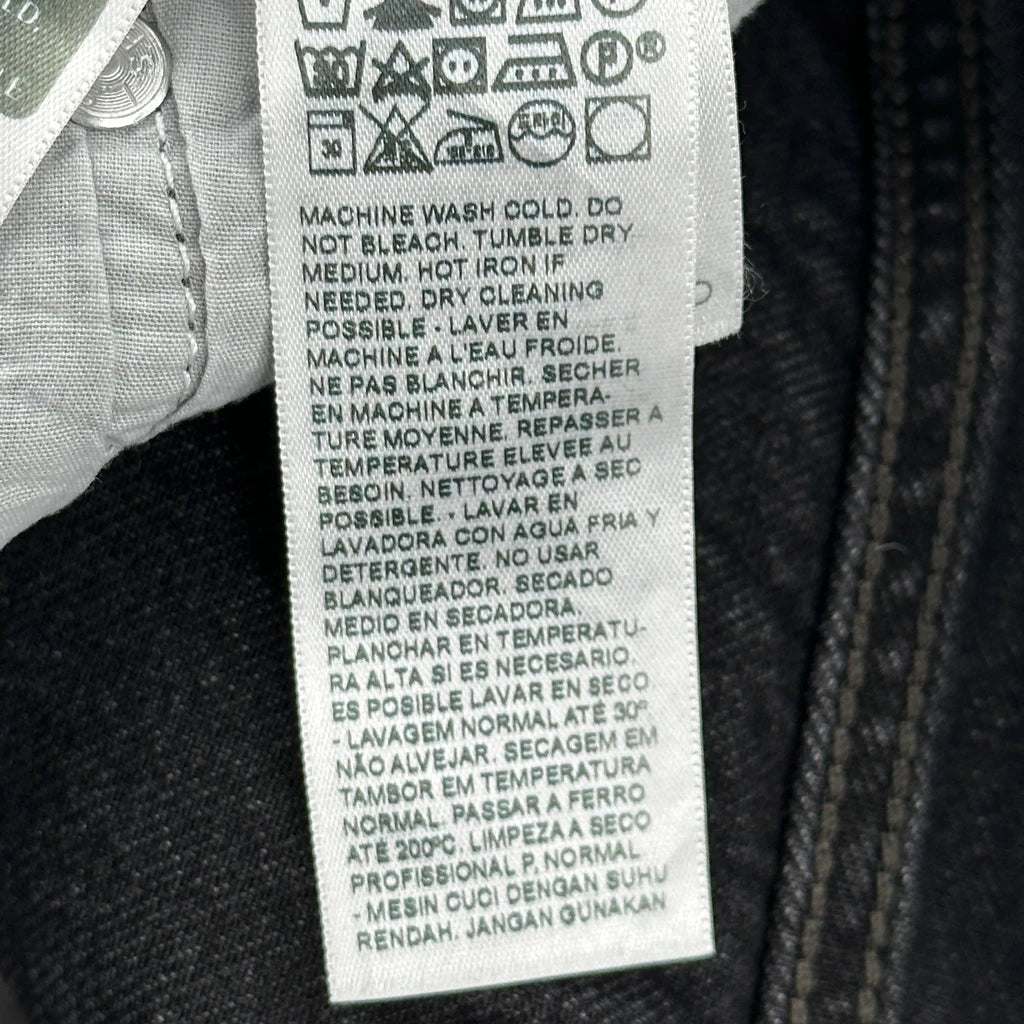 LD
LE
30
P®
30
MACHINE WASH COLD. DO
NOT BLEACH. TUMBLE DRY
MEDIUM. HOT IRON IF
NEEDED. DRY CLEANING
POSSIBLE - LAVER EN
MACHINE A L'EAU FROIDE.
NE PAS BLANCHIR. SECHER
EN MACHINE A TEMPERA-
TURE MOYENNE. REPASSER A
TEMPERATURE ELEVEE AU
BESOIN. NETTOYAGE A SEC
POSSIBLE. - LAVAR EN
LAVADORA CON AGUA FRIA Y
DETERGENTE. NO USAR
BLANQUEADOR. SECADO
MEDIO EN SECADORA.
PLANCHAR EN TEMPERATU-
RA ALTA SI ES NECESARIO.
ES POSIBLE LAVAR EN SECO
- LAVAGEM NORMAL ATÉ 30º.
NÃO ALVEJAR. SECAGEM EM
TAMBOR EM TEMPERATURA
NORMAL. PASSAR A FERRO
ATÉ 200ºC. LIMPEZA A SECO
PROFISSIONAL P. NORMAL
- MESIN CUCI DENGAN SUHU
RENDAH. JANGAN GUNAKAN